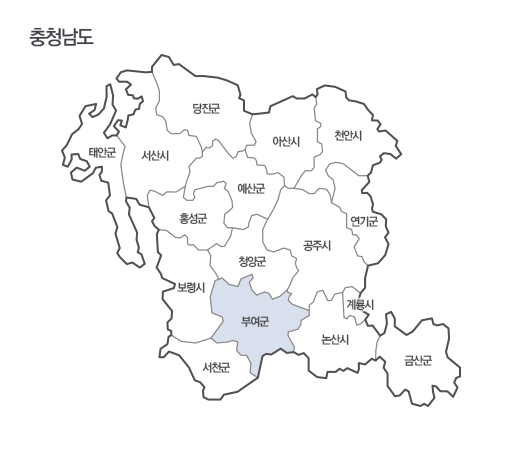 충청남도
당진군
천안시
아산시
태안군
서산시
예산군
홍성군
연기군
공주시
청양군
보령시
계룡시
부여군
논산시
금산군
서천군